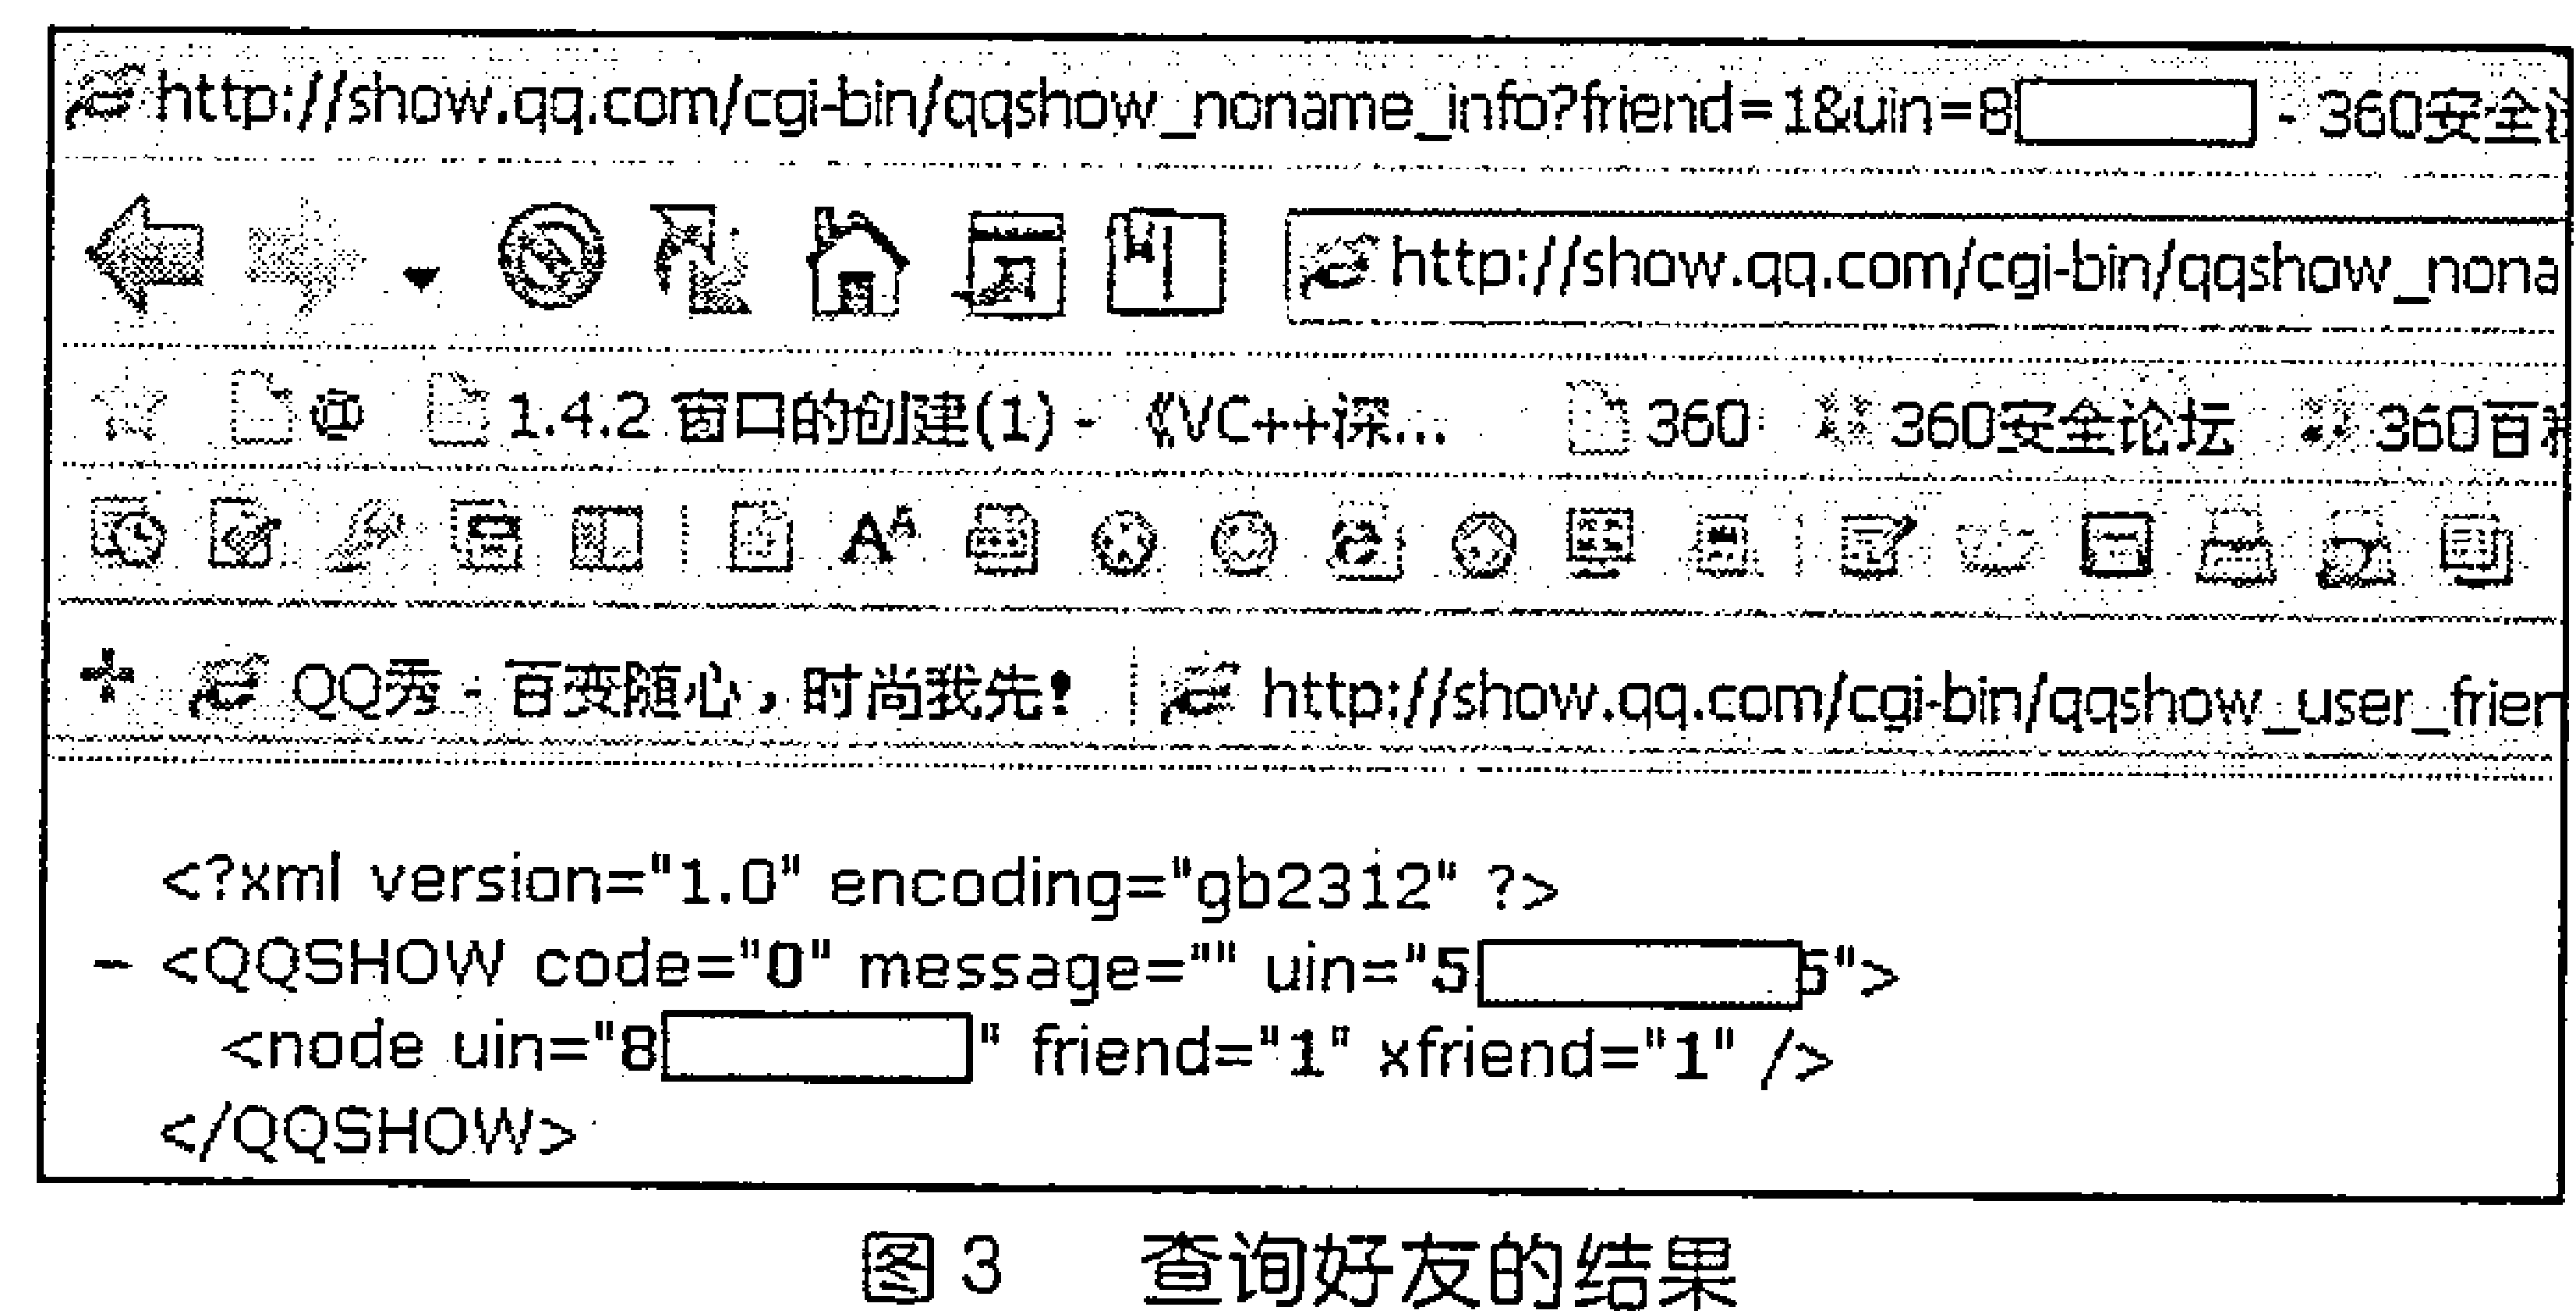 http://show.qq.com/cgi-bin/qqshow_noname_info?friend=1&uin=8 - 360安全
http://show.qq.com/cgi-bin/qqshow_nona
@ 1.4.2 窗口的创建(1) - 《VC++深... 360 360安全论坛 360百
QQ秀 - 百变随心，时尚我先！ http://show.qq.com/cgi-bin/qqshow_user_frien
<?xml version="1.0" encoding="gb2312" ?>
- <QQSHOW code="0" message="" uin="5 5">
<node uin="8 " friend="1" xfriend="1" />
</QQSHOW>
图 3 查询好友的结果